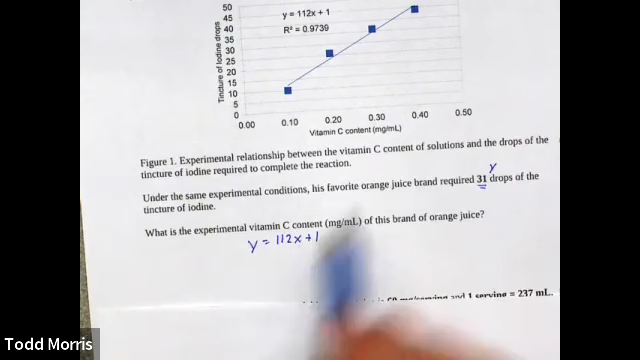 50
45
40
35
30
25
20
15
10
5
0
Tincture of Iodine drops
y = 112x + 1
R² = 0.9739
0.00 0.10 0.20 0.30 0.40 0.50
Vitamin C content (mg/mL)
Figure 1. Experimental relationship between the vitamin C content of solutions and the drops of the
tincture of iodine required to complete the reaction.
y
Under the same experimental conditions, his favorite orange juice brand required 31 drops of the
tincture of iodine.
What is the experimental vitamin C content (mg/mL) of this brand of orange juice?
y = 112x+1
and 1 serving = 237 mL.
Todd Morris